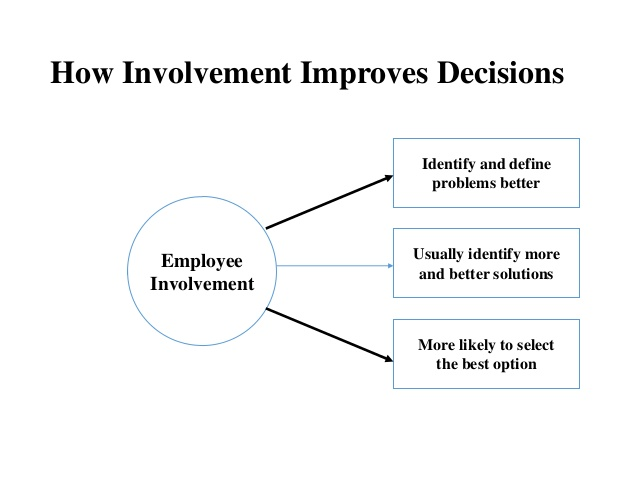 How Involvement Improves Decisions
Identify and define
problems better
Employee
Involvement
Usually identify more
and better solutions
More likely to select
the best option